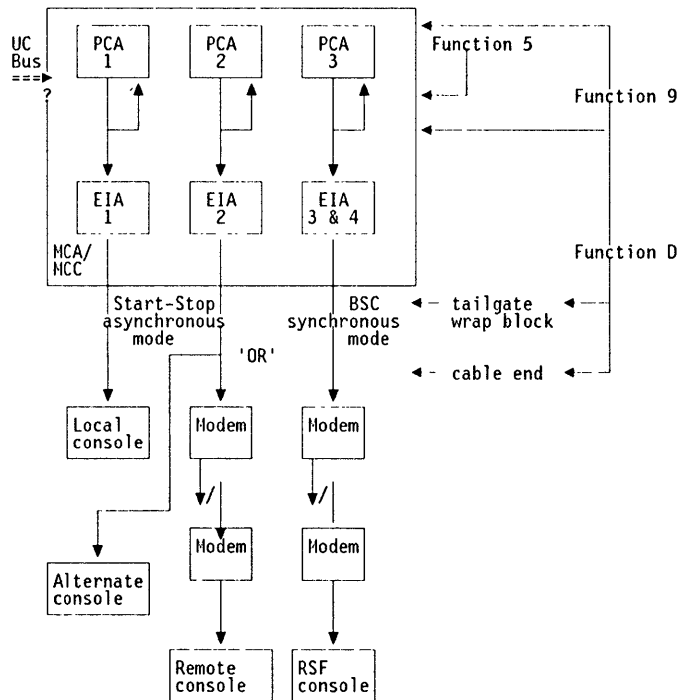 UC
Bus
===>
?
PCA
1
PCA
2
PCA
3
Function 5
Function 9
EIA
1
EIA
2
EIA
3 & 4
MCA/
MCC
Function D
Start-Stop
asynchronous
mode
BSC
synchronous
mode
tailgate
wrap block
'OR'
cable end
Local
console
Modem
Modem
/
/
Modem
Modem
Alternate
console
Remote
console
RSF
console